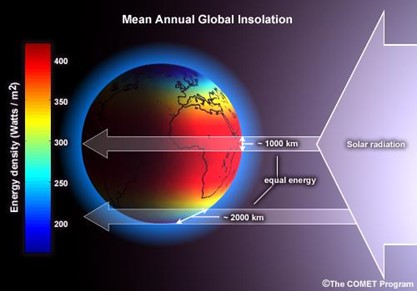 Mean Annual Global Insolation
Energy density (Watts / m2)
400
350
300
250
200
~ 1000 km
Solar radiation
equal energy
~ 2000 km
©The COMET Program